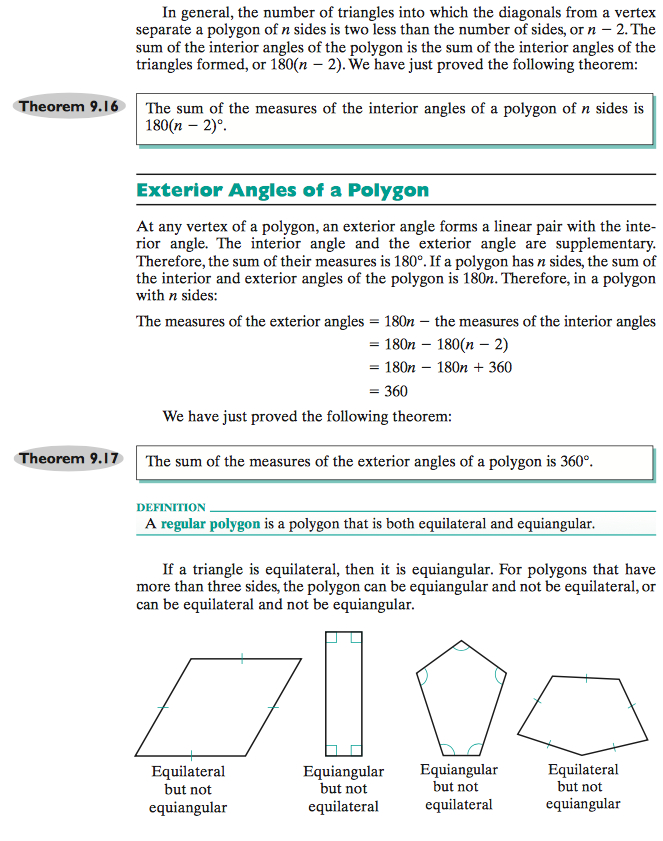 In general, the number of triangles into which the diagonals from a vertex
separate a polygon of n sides is two less than the number of sides, or n − 2. The
sum of the interior angles of the polygon is the sum of the interior angles of the
triangles formed, or 180(n − 2). We have just proved the following theorem:
Theorem 9.16
The sum of the measures of the interior angles of a polygon of n sides is
180(n − 2)°.
Exterior Angles of a Polygon
At any vertex of a polygon, an exterior angle forms a linear pair with the inte-
rior angle. The interior angle and the exterior angle are supplementary.
Therefore, the sum of their measures is 180°. If a polygon has n sides, the sum of
the interior and exterior angles of the polygon is 180n. Therefore, in a polygon
with n sides:
The measures of the exterior angles = 180n − the measures of the interior angles
= 180n − 180(n − 2)
= 180n − 180n + 360
= 360
We have just proved the following theorem:
Theorem 9.17
The sum of the measures of the exterior angles of a polygon is 360°.
DEFINITION
A regular polygon is a polygon that is both equilateral and equiangular.
If a triangle is equilateral, then it is equiangular. For polygons that have
more than three sides, the polygon can be equiangular and not be equilateral, or
can be equilateral and not be equiangular.
Equilateral
but not
equiangular
Equiangular
but not
equilateral
Equiangular
but not
equilateral
Equilateral
but not
equiangular